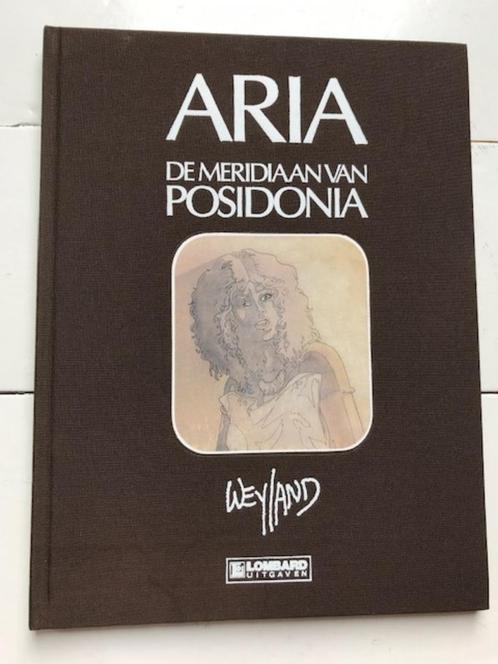 ARIA
DE MERIDIAAN VAN
POSIDONIA
WEYLAND
LOMBARD
UITGAVEN